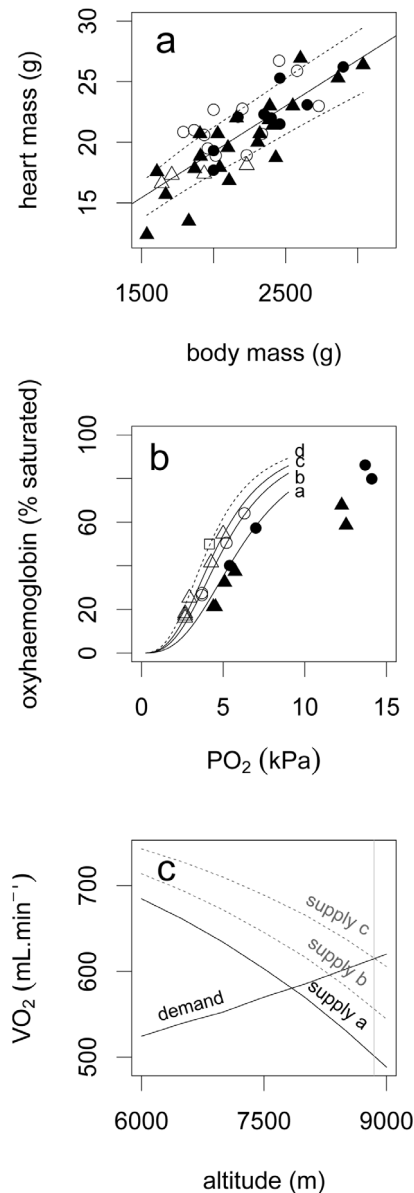 30
a
25
20
15
heart mass (g)
1500
2500
body mass (g)
100
b
d
c
b
a
60
20
0
oxyhaemoglobin (% saturated)
0
5
10
15
PO₂ (kPa)
c
700
600
500
VO₂ (mL.min⁻¹)
supply c
supply b
supply a
demand
6000
7500
9000
altitude (m)